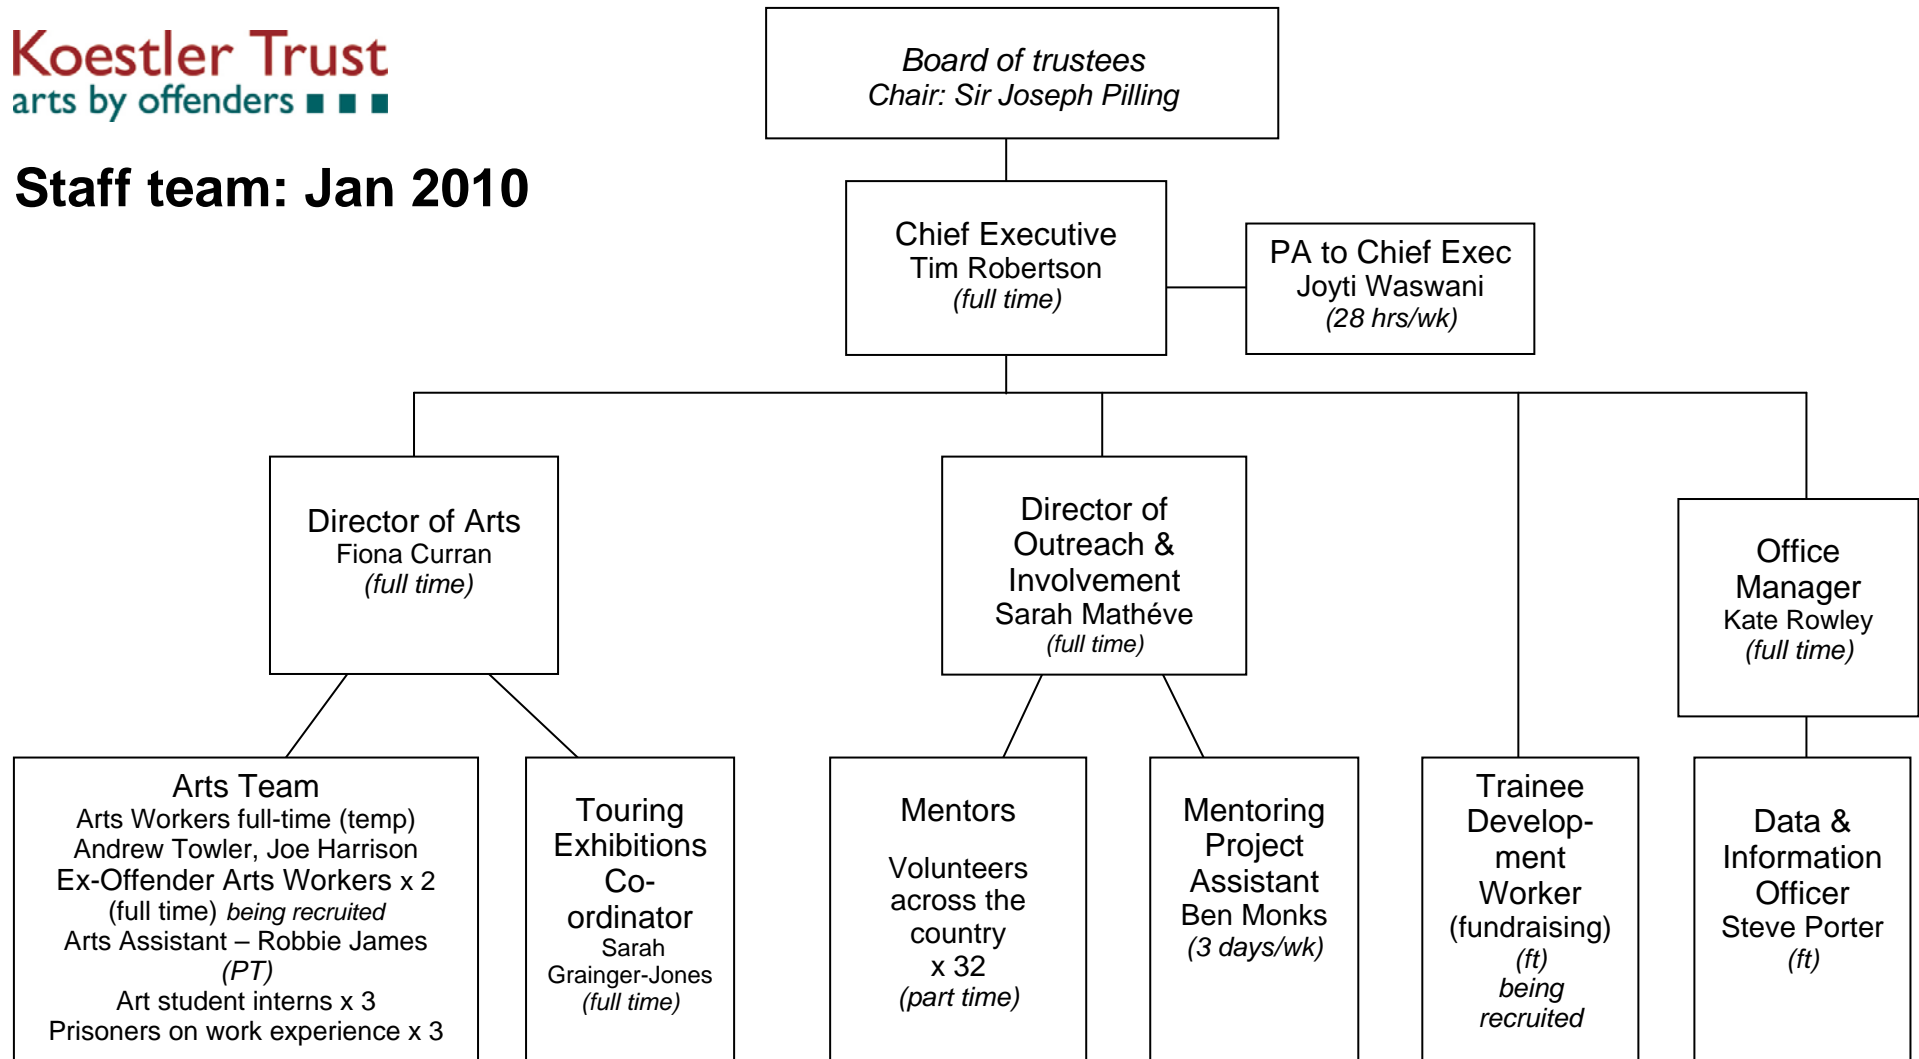 Koestler Trust
arts by offenders
Staff team: Jan 2010
Board of trustees
Chair: Sir Joseph Pilling
Chief Executive
Tim Robertson
(full time)
PA to Chief Exec
Joyti Waswani
(28 hrs/wk)
Director of Arts
Fiona Curran
(full time)
Director of
Outreach &
Involvement
Sarah Mathéve
(full time)
Office
Manager
Kate Rowley
(full time)
Arts Team
Arts Workers full-time (temp)
Andrew Towler, Joe Harrison
Ex-Offender Arts Workers x 2
(full time) being recruited
Arts Assistant – Robbie James
(PT)
Art student interns x 3
Prisoners on work experience x 3
Touring
Exhibitions
Co-
ordinator
Sarah
Grainger-Jones
(full time)
Mentors
Volunteers
across the
country
x 32
(part time)
Mentoring
Project
Assistant
Ben Monks
(3 days/wk)
Trainee
Develop-
ment
Worker
(fundraising)
(ft)
being
recruited
Data &
Information
Officer
Steve Porter
(ft)